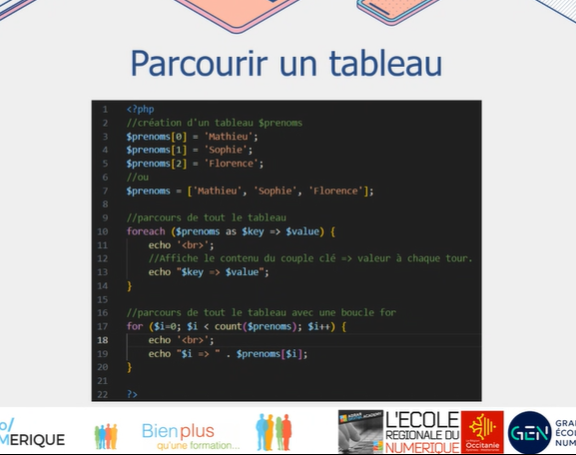 Parcourir un tableau
1 <?php
2 //création d'un tableau $prenoms
3 $prenoms[0] = 'Mathieu';
4 $prenoms[1] = 'Sophie';
5 $prenoms[2] = 'Florence';
6 //ou
7 $prenoms = ['Mathieu', 'Sophie', 'Florence'];
8
9 //parcours de tout le tableau
10 foreach ($prenoms as $key => $value) {
11 echo '<br>';
12 //Affiche le contenu du couple clé => valeur à chaque tour.
13 echo "$key => $value";
14 }
15
16 //parcours de tout le tableau avec une boucle for
17 for ($i=0; $i < count($prenoms); $i++) {
18 echo '<br>';
19 echo "$i => " . $prenoms[$i];
20 }
21
22 ?>
o/
MERIQUE
Bienplus
qu'une formation...
L'ECOLE
REGIONALE DU
NUMERIQUE
Occitanie
GEN
GRA
ÉCOL
NUM